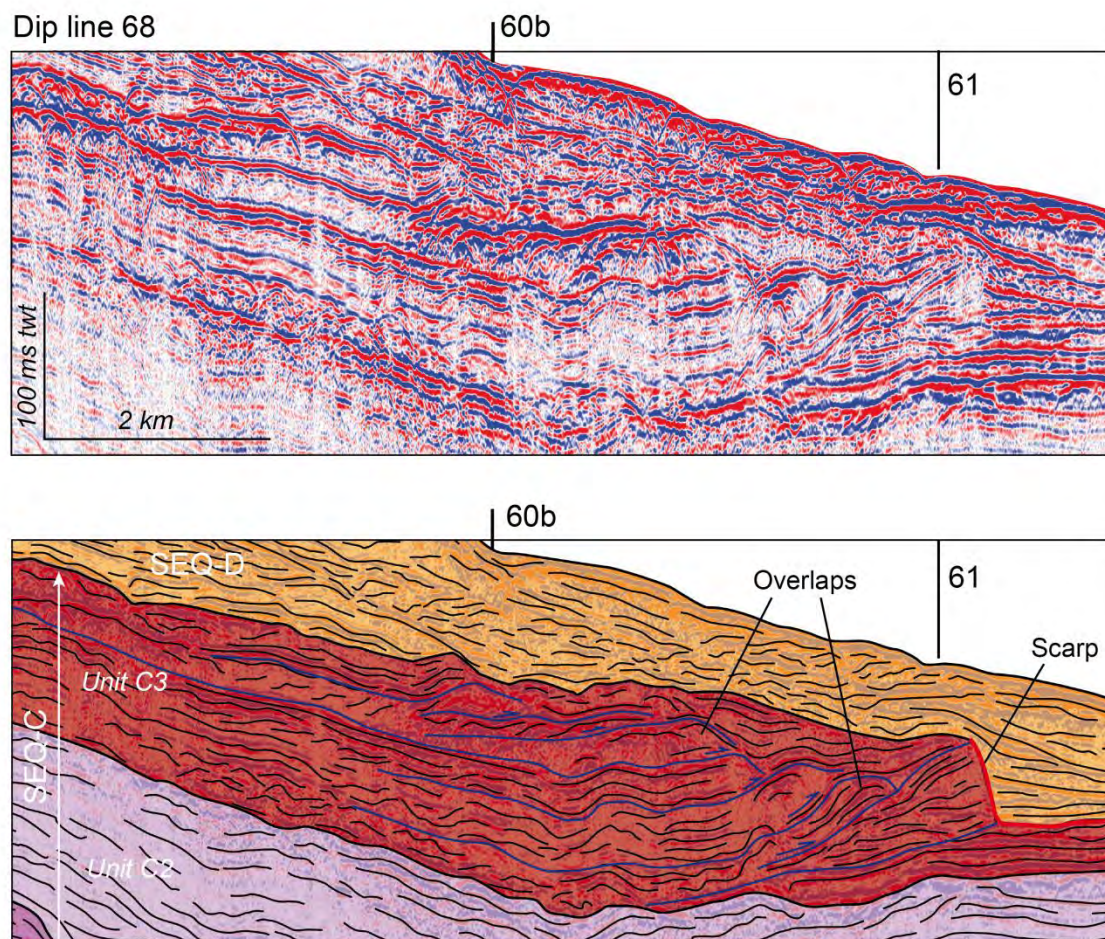 Dip line 68
60b
61
100 ms twt
2 km
60b
SEQ-D
Overlaps
61
Scarp
Unit C3
SEQ-C
Unit C2